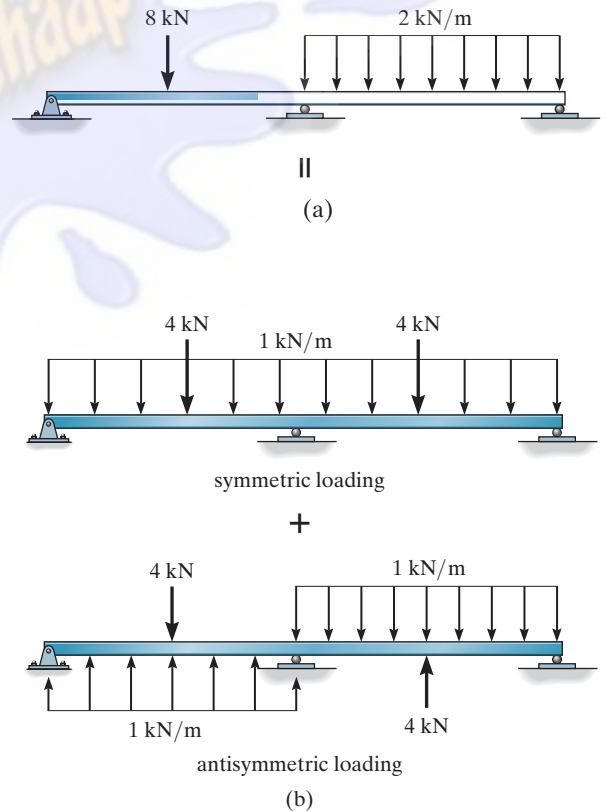 8 kN
2 kN/m
=
(a)
4 kN
1 kN/m
4 kN
symmetric loading
+
4 kN
1 kN/m
1 kN/m
4 kN
antisymmetric loading
(b)